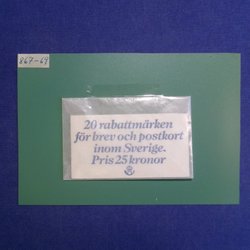 867-69
20 rabattmärken
för brev och postkort
inom Sverige.
Pris 25 kronor